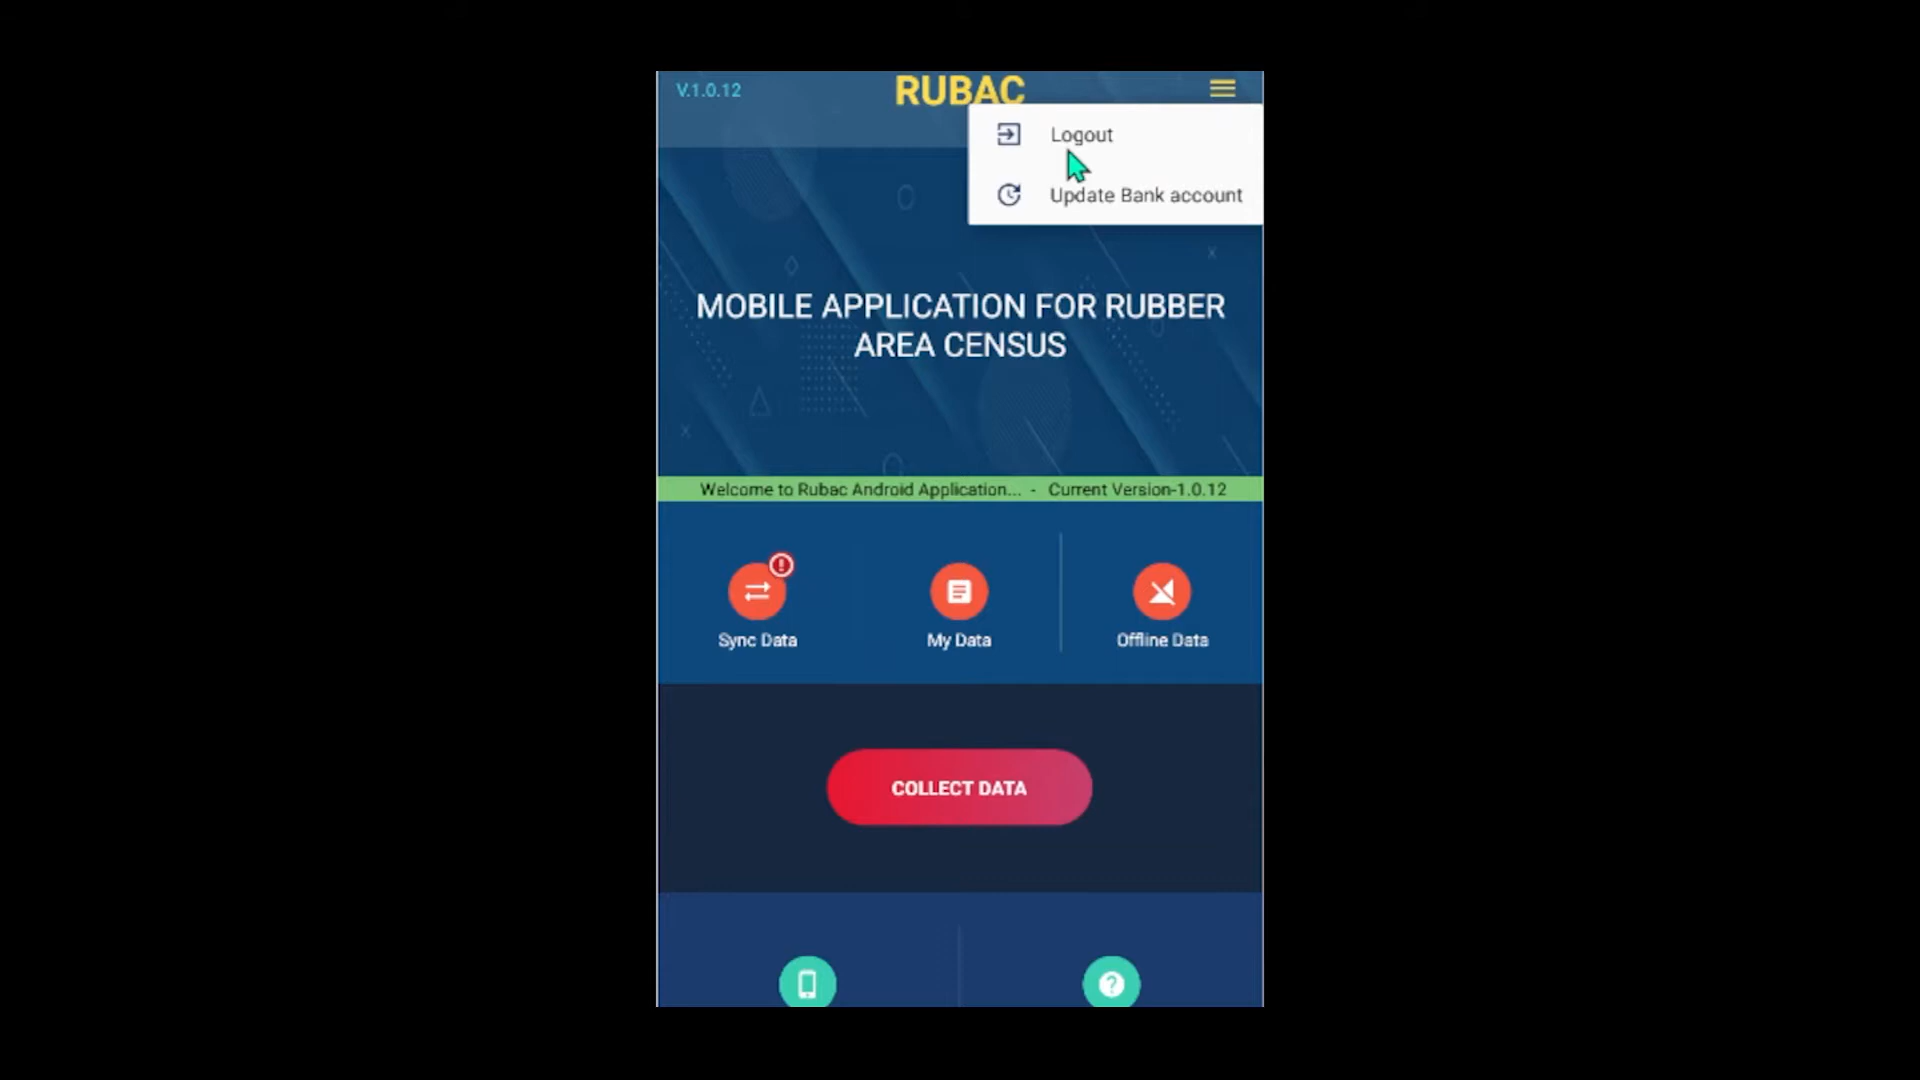 V.1.0.12
RUBAC
Logout
Update Bank account
MOBILE APPLICATION FOR RUBBER
AREA CENSUS
Welcome to Rubac Android Application... - Current Version-1.0.12
Sync Data
My Data
Offline Data
COLLECT DATA